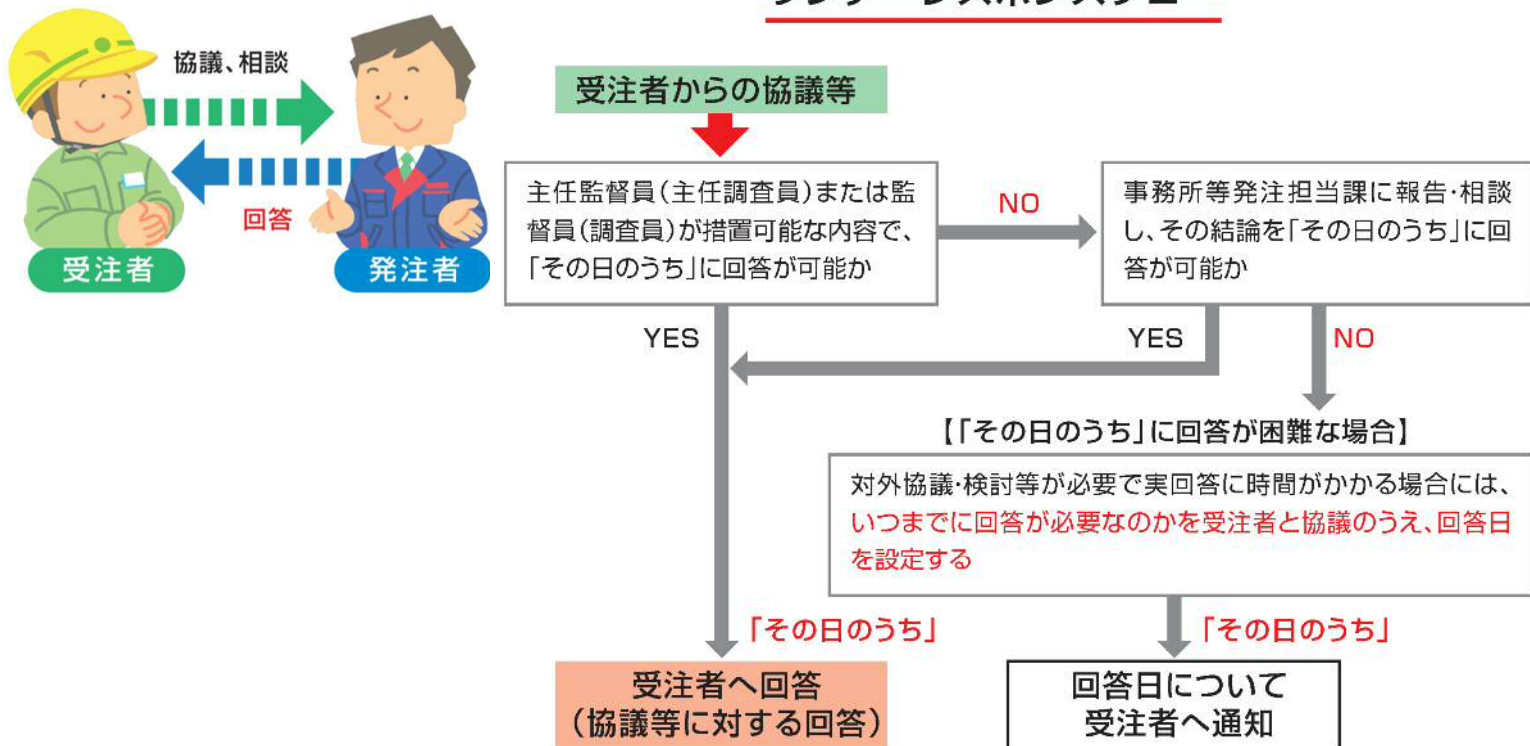 協議、相談
回答
受注者
発注者
受注者からの協議等
主任監督員(主任調査員)または監
督員(調査員)が措置可能な内容で、
「その日のうち」に回答が可能か
NO
事務所等発注担当課に報告・相談
し、その結論を「その日のうち」に回
答が可能か
YES
YES
NO
【「その日のうち」に回答が困難な場合】
対外協議・検討等が必要で実回答に時間がかかる場合には、
いつまでに回答が必要なのかを受注者と協議のうえ、回答日
を設定する
「その日のうち」
「その日のうち」
受注者へ回答
(協議等に対する回答)
回答日について
受注者へ通知